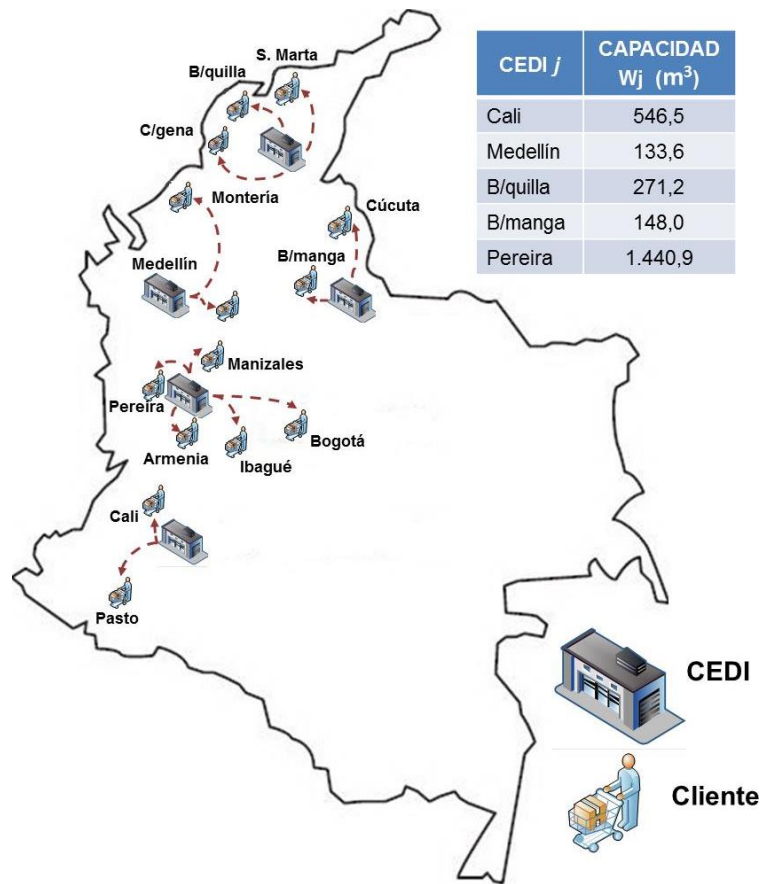 S. Marta
B/quilla
C/gena
Montería
Cúcuta
Medellín
B/manga
Manizales
Pereira
Bogotá
Armenia
Ibagué
Cali
Pasto
CEDI j
CAPACIDAD
Wj (m³)
Cali
546,5
Medellín
133,6
B/quilla
271,2
B/manga
148,0
Pereira
1.440,9
CEDI
Cliente